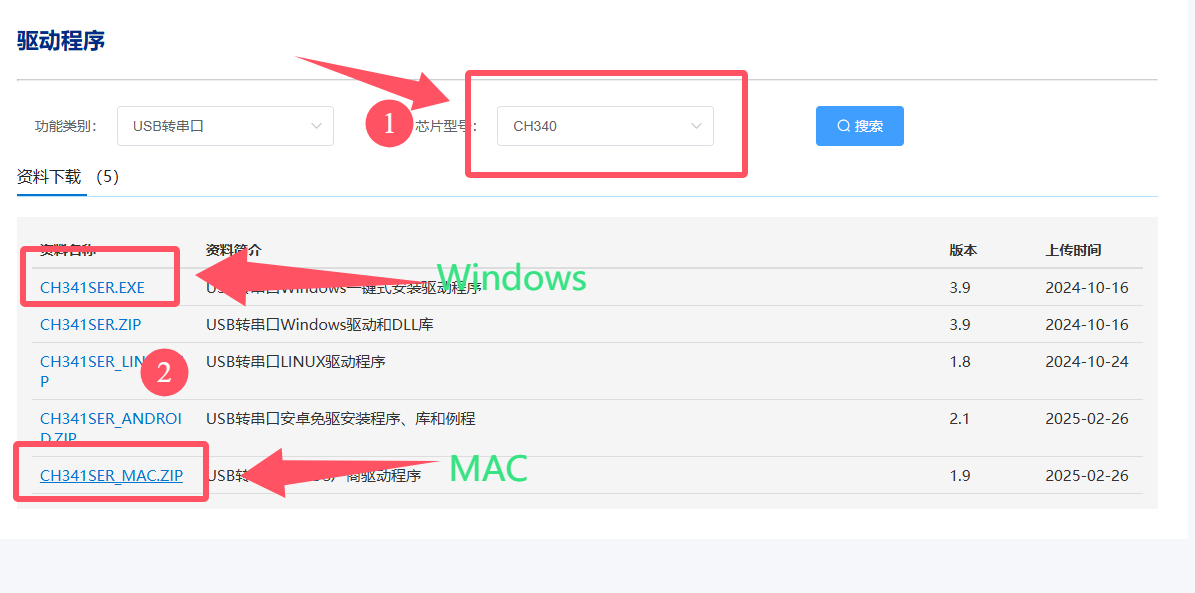 驱动程序
功能类别： USB转串口 1 芯片型号： CH340 搜索
资料下载 （5）
资料名称 资料简介 版本 上传时间
CH341SER.EXE USB转串口Windows一键式安装驱动程序 3.9 2024-10-16
Windows
CH341SER.ZIP USB转串口Windows驱动和DLL库 3.9 2024-10-16
CH341SER_LIN USB转串口LINUX驱动程序 1.8 2024-10-24
P
2
CH341SER_ANDROI USB转串口安卓免驱安装程序、库和例程 2.1 2025-02-26
D.ZIP
CH341SER_MAC.ZIP USB转 商驱动程序 1.9 2025-02-26
MAC